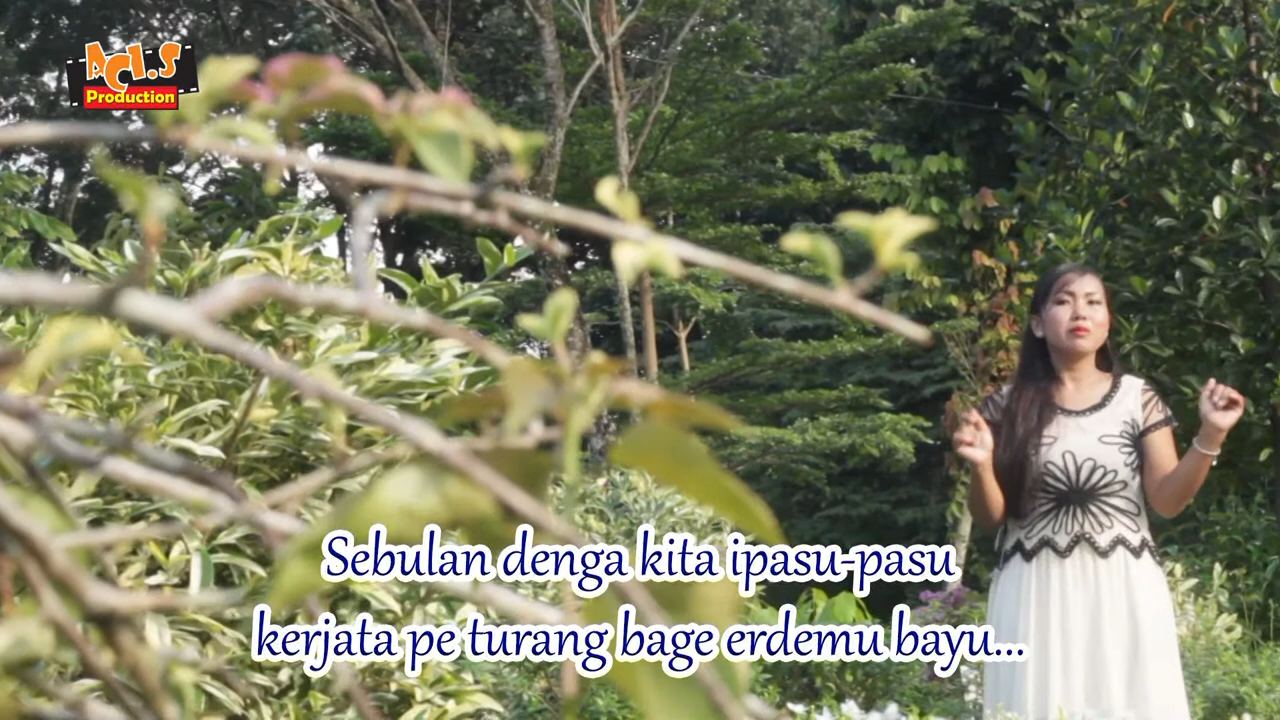 ACI.S
Production
Sebulan denga kita ipasu-pasu
kerjata pe turang bage erdemu bayu...